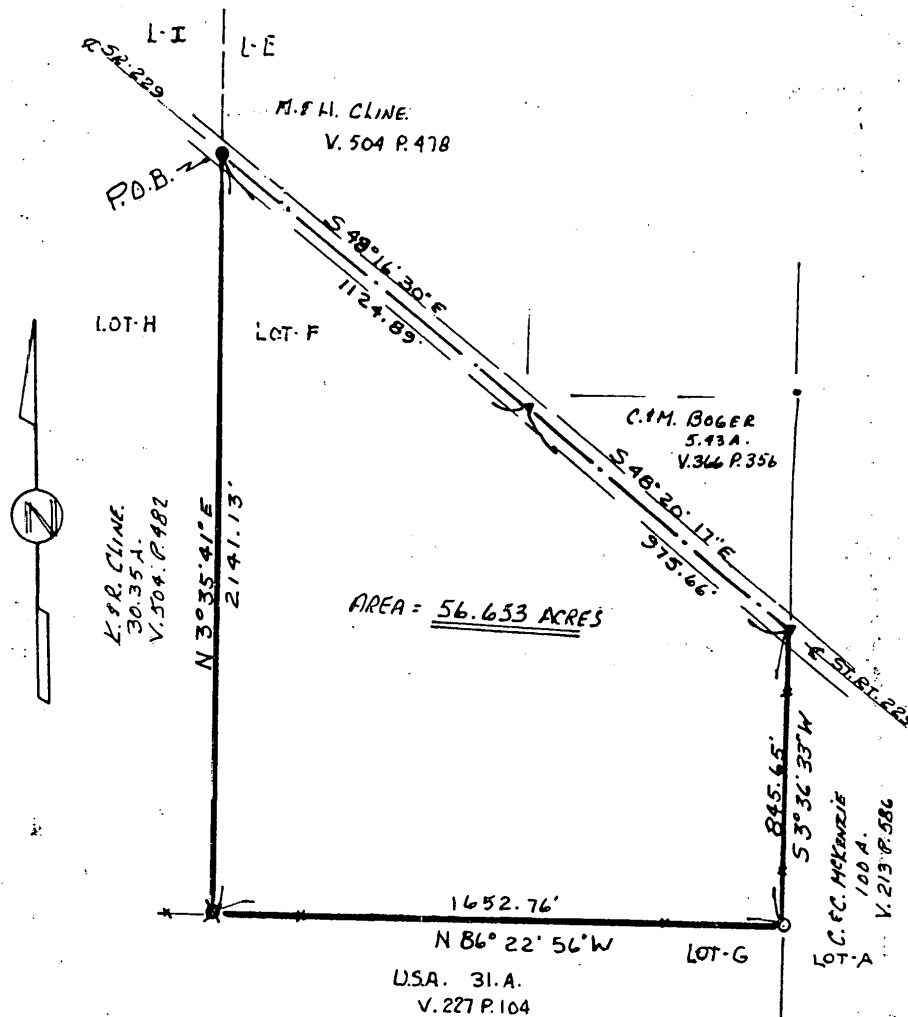 L-I
L-E
℄ S.R. 229
M. & H. CLINE
V. 504 P. 478
P.O.B.
S 48° 16' 30" E
1124.89'
LOT-H
LOT-F
C. & M. BOGER
5.93 A.
V. 366 P. 356
S 48° 20' 17" E
975.66'
N
K. & R. CLINE
30.35 A.
V. 504 P. 482
N 3° 35' 41" E
2141.13'
AREA = 56.653 ACRES
℄ ST. RT. 229
845.65'
S 3° 36' 33" W
C. & C. McKENZIE
100 A.
V. 213 P. 586
1652.76'
N 86° 22' 56" W
LOT-G
LOT-A
U.S.A. 31. A.
V. 227 P. 104